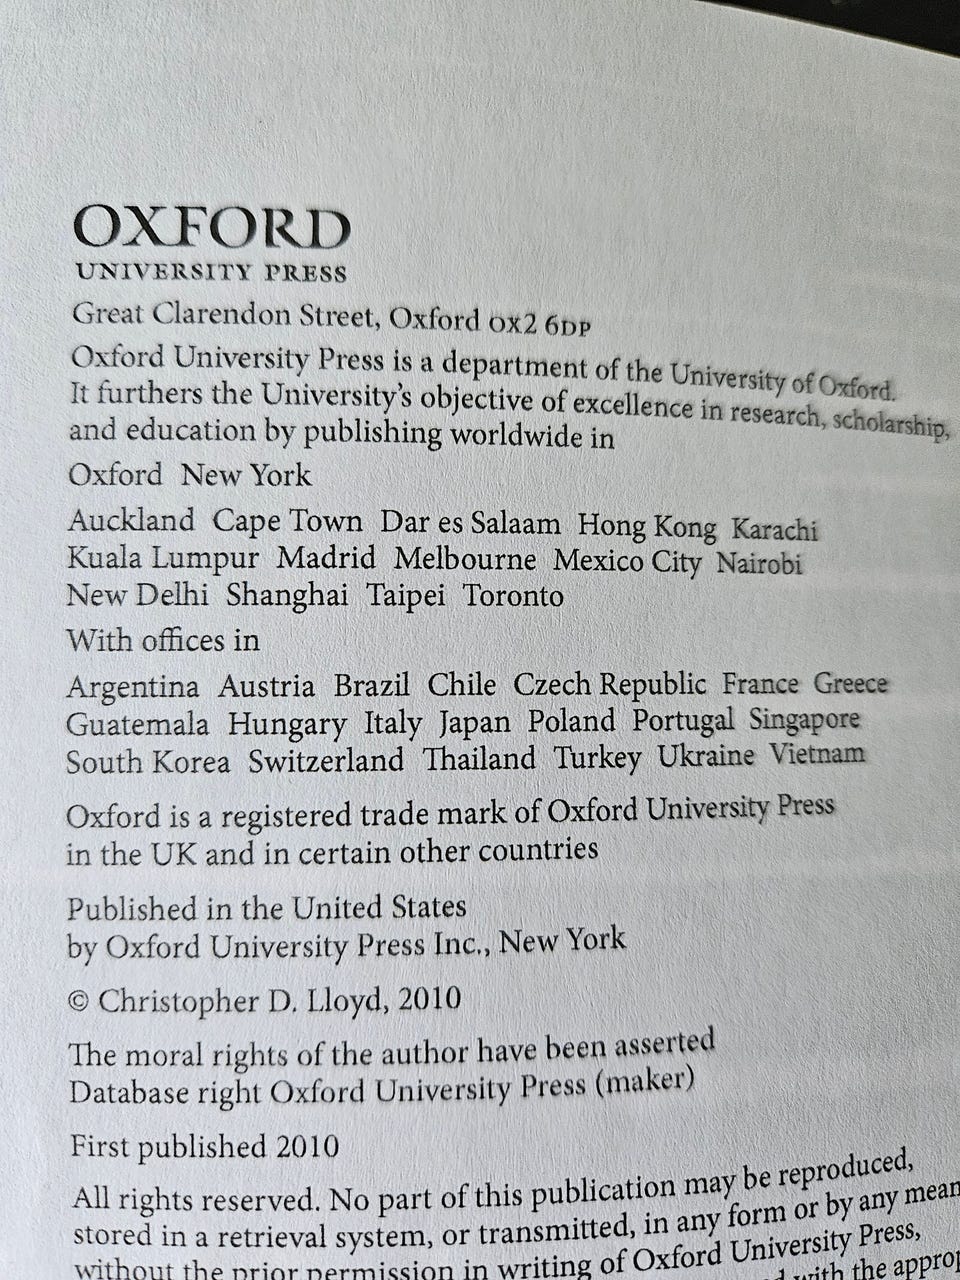 OXFORD
UNIVERSITY PRESS
Great Clarendon Street, Oxford OX2 6DP
Oxford University Press is a department of the University of Oxford.
It furthers the University's objective of excellence in research, scholarship,
and education by publishing worldwide in
Oxford New York
Auckland Cape Town Dar es Salaam Hong Kong Karachi
Kuala Lumpur Madrid Melbourne Mexico City Nairobi
New Delhi Shanghai Taipei Toronto
With offices in
Argentina Austria Brazil Chile Czech Republic France Greece
Guatemala Hungary Italy Japan Poland Portugal Singapore
South Korea Switzerland Thailand Turkey Ukraine Vietnam
Oxford is a registered trade mark of Oxford University Press
in the UK and in certain other countries
Published in the United States
by Oxford University Press Inc., New York
© Christopher D. Lloyd, 2010
The moral rights of the author have been asserted
Database right Oxford University Press (maker)
First published 2010
All rights reserved. No part of this publication may be reproduced,
stored in a retrieval system, or transmitted, in any form or by any mean
without the prior permission in writing of Oxford University Press,
with the approp